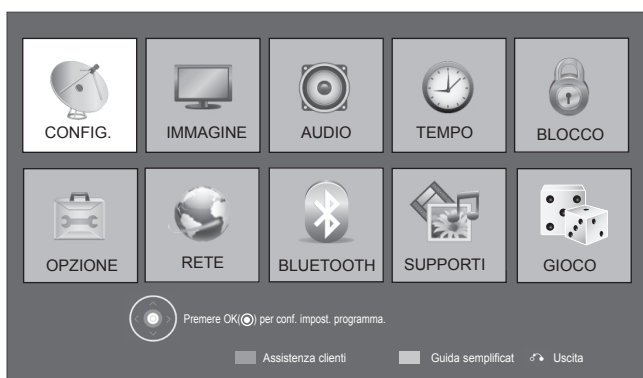 CONFIG. IMMAGINE AUDIO TEMPO BLOCCO
OPZIONE RETE BLUETOOTH SUPPORTI GIOCO
Premere OK(◉) per conf. impost. programma.
Assistenza clienti Guida semplificat Uscita